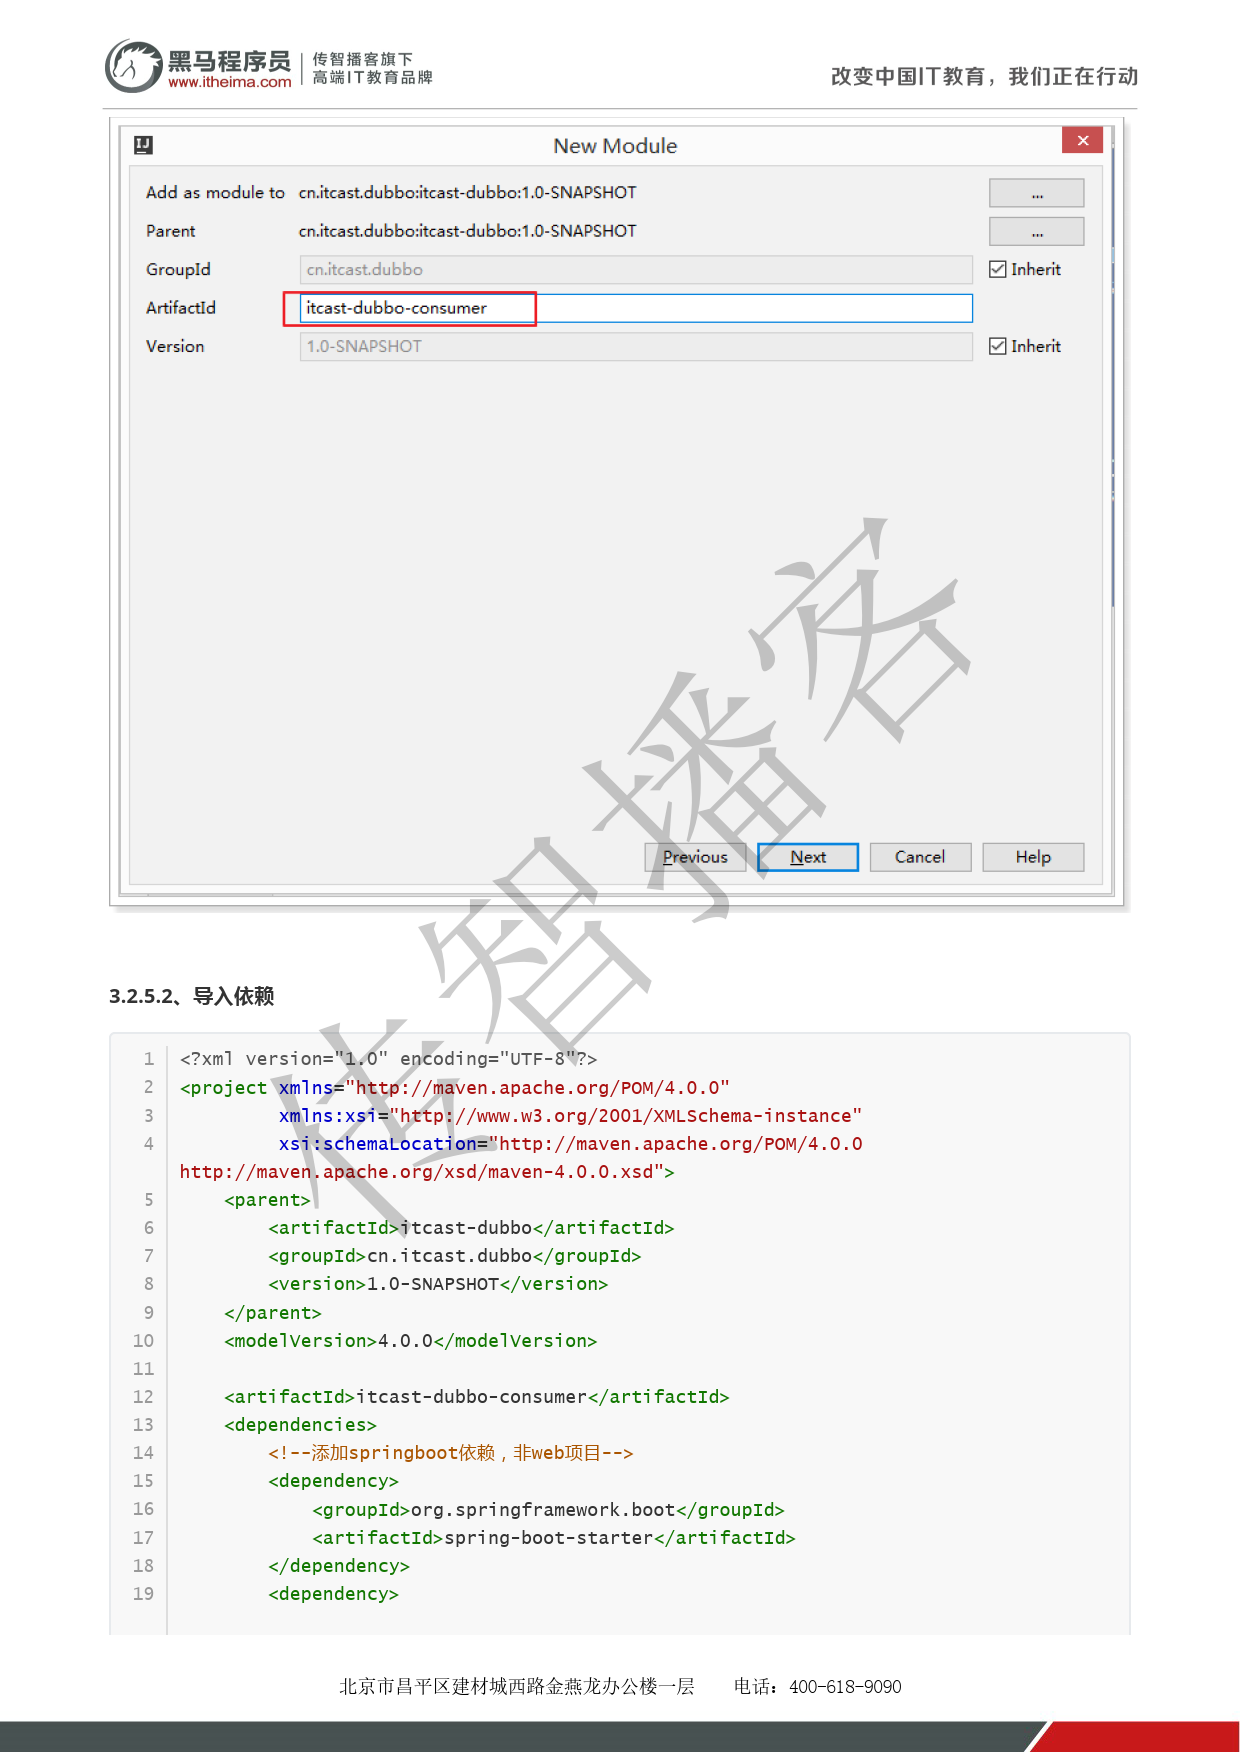 黑马程序员
www.itheima.com
传智播客旗下
高端IT教育品牌
改变中国IT教育，我们正在行动
New Module
Add as module to cn.itcast.dubbo:itcast-dubbo:1.0-SNAPSHOT ...
Parent cn.itcast.dubbo:itcast-dubbo:1.0-SNAPSHOT ...
GroupId cn.itcast.dubbo Inherit
ArtifactId itcast-dubbo-consumer
Version 1.0-SNAPSHOT Inherit
Previous Next Cancel Help
传智播客
3.2.5.2、导入依赖
1 <?xml version="1.0" encoding="UTF-8"?>
2 <project xmlns="http://maven.apache.org/POM/4.0.0"
3 xmlns:xsi="http://www.w3.org/2001/XMLSchema-instance"
4 xsi:schemaLocation="http://maven.apache.org/POM/4.0.0
http://maven.apache.org/xsd/maven-4.0.0.xsd">
5 <parent>
6 <artifactId>itcast-dubbo</artifactId>
7 <groupId>cn.itcast.dubbo</groupId>
8 <version>1.0-SNAPSHOT</version>
9 </parent>
10 <modelVersion>4.0.0</modelVersion>
11
12 <artifactId>itcast-dubbo-consumer</artifactId>
13 <dependencies>
14 <!--添加springboot依赖，非web项目-->
15 <dependency>
16 <groupId>org.springframework.boot</groupId>
17 <artifactId>spring-boot-starter</artifactId>
18 </dependency>
19 <dependency>
北京市昌平区建材城西路金燕龙办公楼一层 电话：400-618-9090